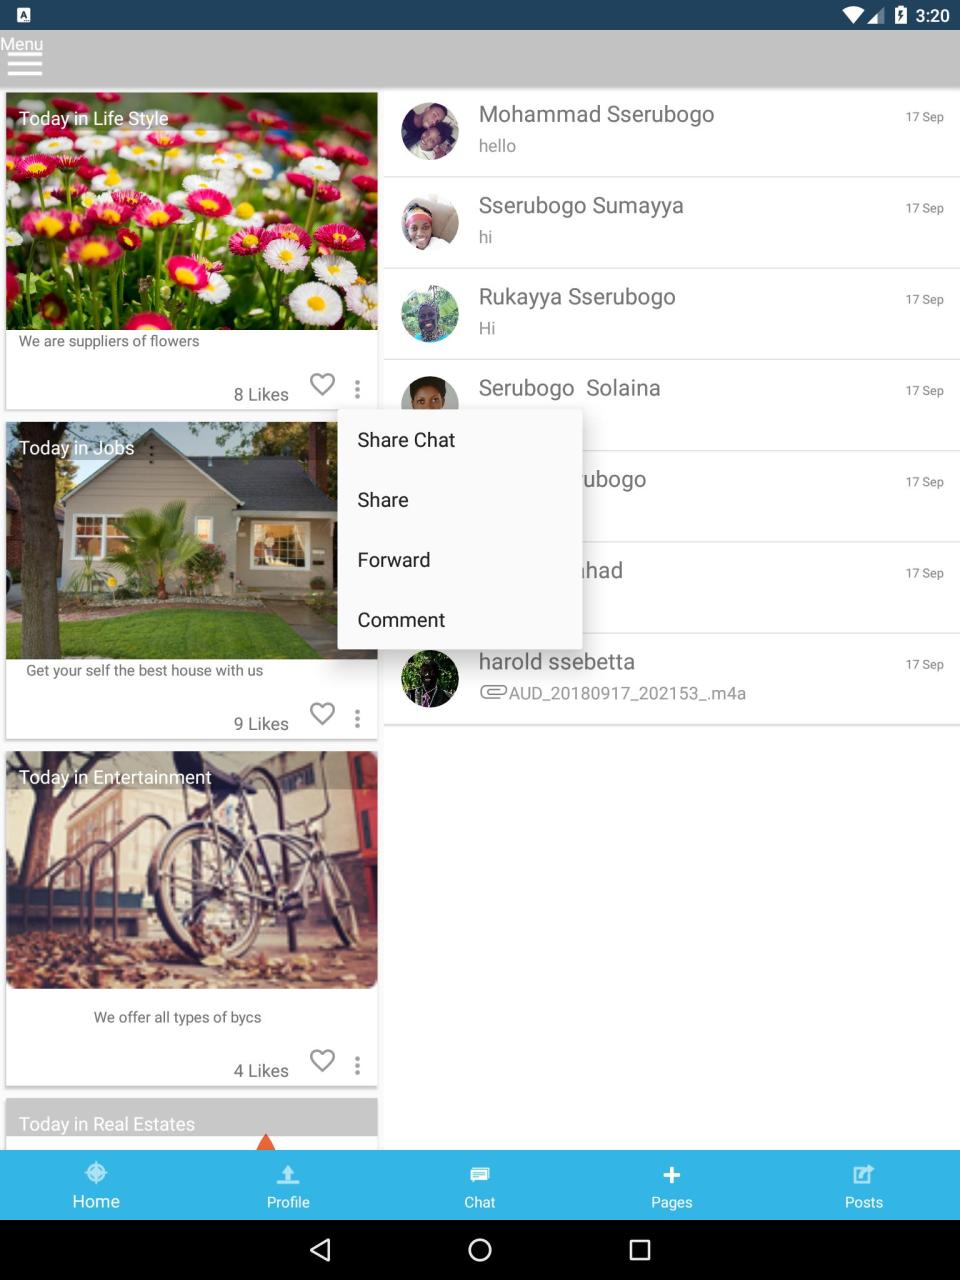 3:20
Menu
Today in Life Style
We are suppliers of flowers
8 Likes
Today in Jobs
Get your self the best house with us
9 Likes
Today in Entertainment
We offer all types of bycs
4 Likes
Today in Real Estates
Mohammad Sserubogo
17 Sep
hello
Sserubogo Sumayya
17 Sep
hi
Rukayya Sserubogo
17 Sep
Hi
Serubogo  Solaina
17 Sep
ubogo
17 Sep
ahad
17 Sep
harold ssebetta
17 Sep
AUD_20180917_202153_.m4a
Share Chat
Share
Forward
Comment
Home
Profile
Chat
Pages
Posts